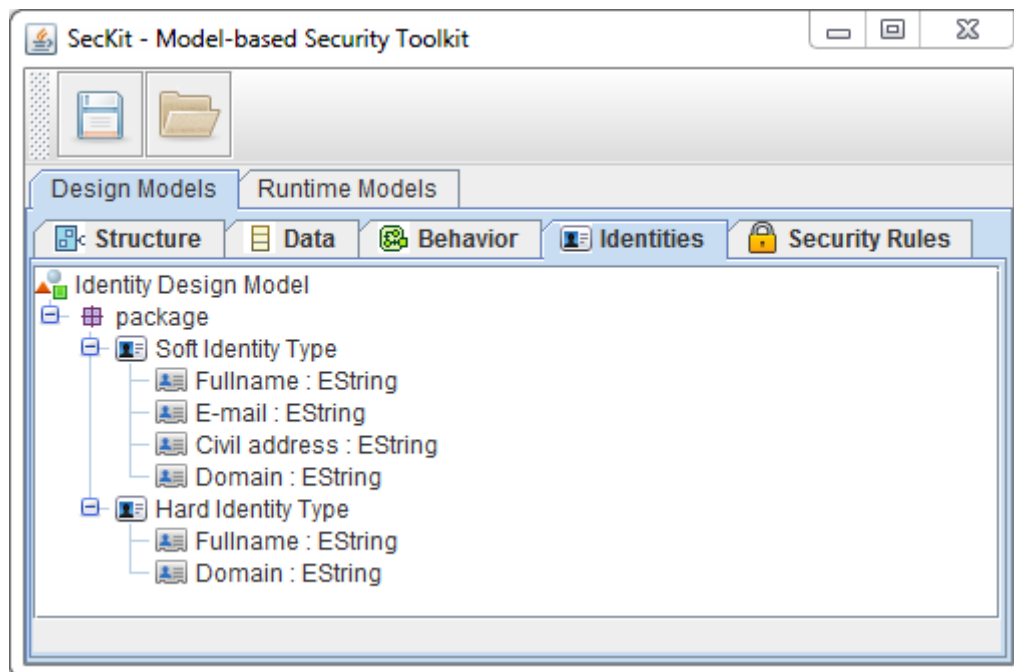 SecKit - Model-based Security Toolkit
Design Models Runtime Models
Structure Data Behavior Identities Security Rules
Identity Design Model
package
Soft Identity Type
Fullname : EString
E-mail : EString
Civil address : EString
Domain : EString
Hard Identity Type
Fullname : EString
Domain : EString